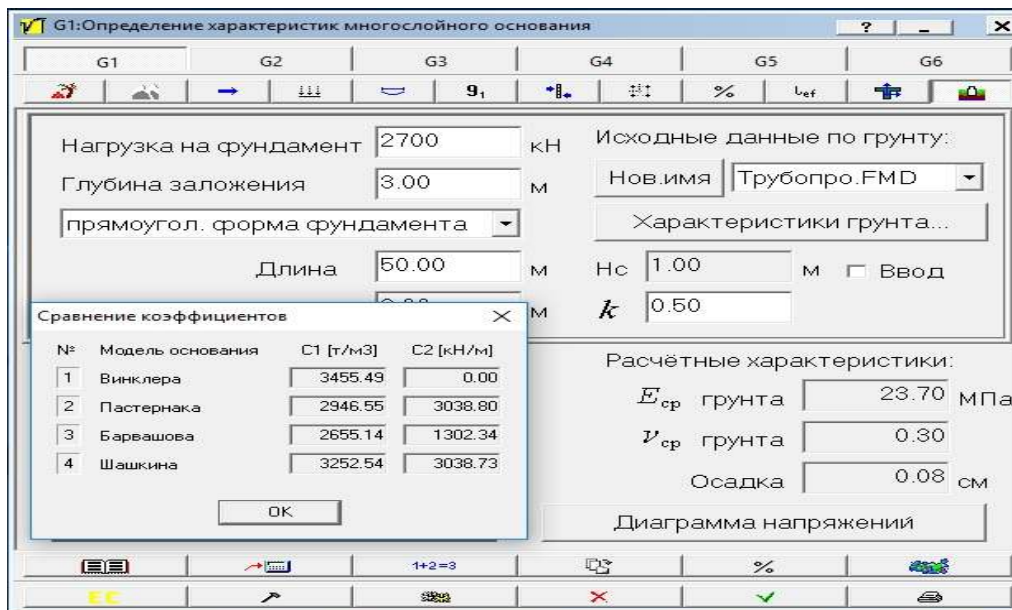 G1:Определение характеристик многослойного основания
G1 G2 G3 G4 G5 G6
Нагрузка на фундамент 2700 кН
Глубина заложения 3.00 м
прямоугол. форма фундамента
Длина 50.00 м
м
Исходные данные по грунту:
Нов.имя Трубопро.FMD
Характеристики грунта...
Hc 1.00 м Ввод
k 0.50
Сравнение коэффициентов
№ Модель основания C1 [т/м3] C2 [кН/м]
1 Винклера 3455.49 0.00
2 Пастернака 2946.55 3038.80
3 Барвашова 2655.14 1302.34
4 Шашкина 3252.54 3038.73
OK
Расчётные характеристики:
Eср грунта 23.70 МПа
νср грунта 0.30
Осадка 0.08 см
Диаграмма напряжений
1+2=3 %
EC